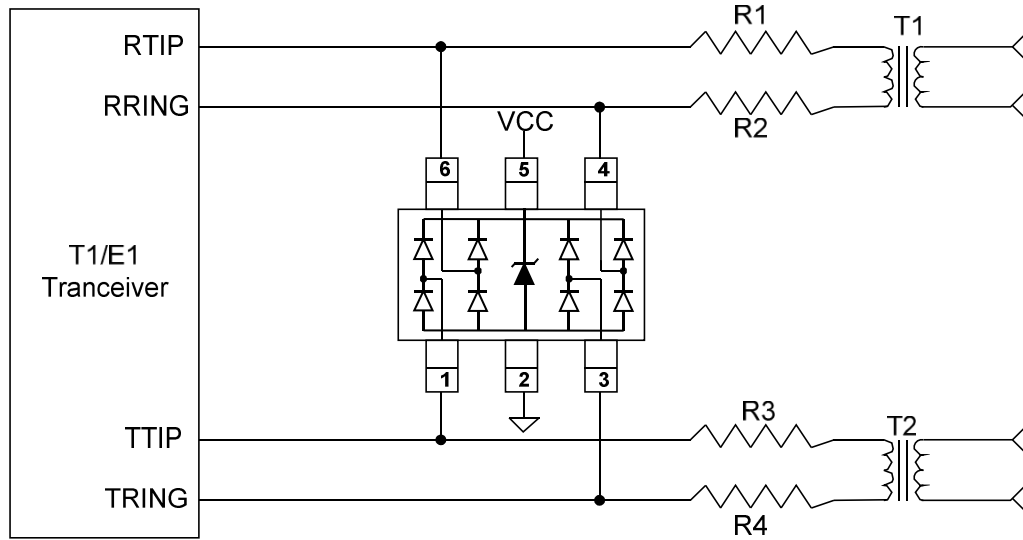 RTIP
RRING
T1/E1
Tranceiver
TTIP
TRING
R1
R2
T1
VCC
6
5
4
1
2
3
R3
R4
T2